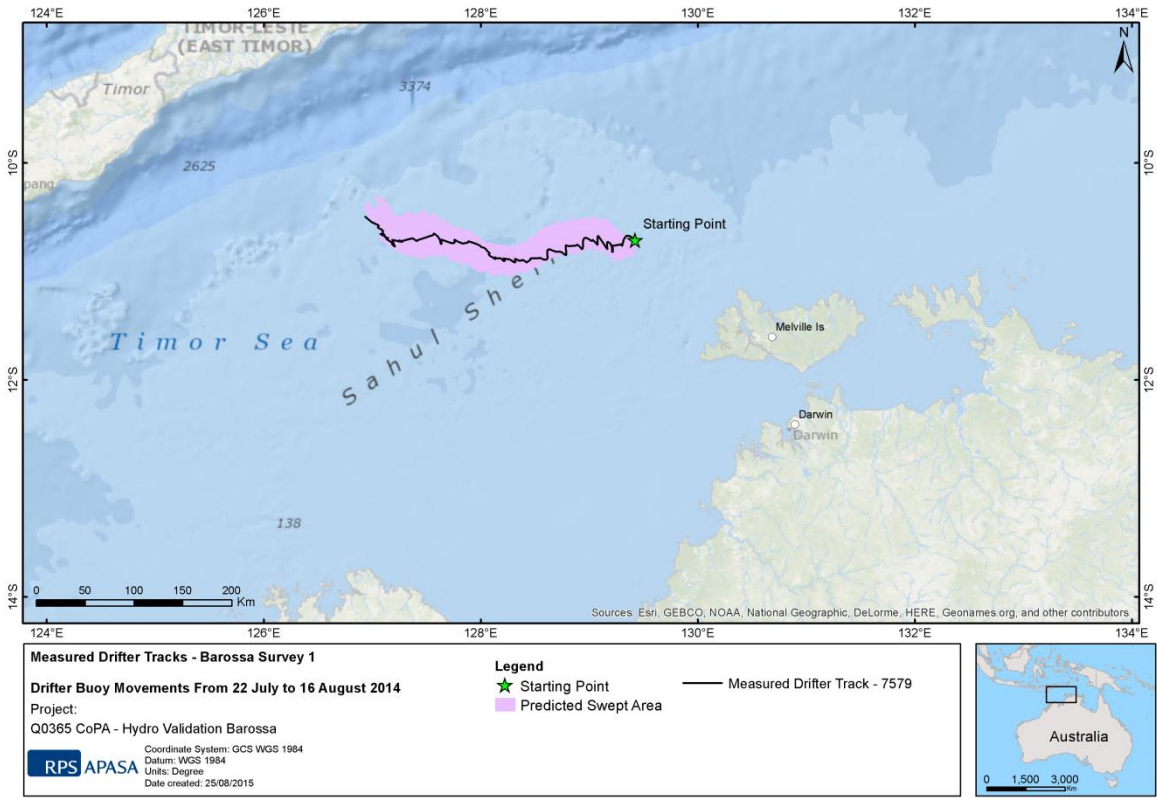 124°E 126°E 128°E 130°E 132°E 134°E
N
TIMOR-LESTE
(EAST TIMOR)
Timor
3374
2625
10°S 10°S
pang
Starting Point
Timor Sea
Sahul Shelf
Melville Is
12°S 12°S
Darwin
Darwin
138
0 50 100 150 200
Km
14°S 14°S
Sources: Esri, GEBCO, NOAA, National Geographic, DeLorme, HERE, Geonames.org, and other contributors
124°E 126°E 128°E 130°E 132°E 134°E
Measured Drifter Tracks - Barossa Survey 1
Drifter Buoy Movements From 22 July to 16 August 2014
Project:
Q0365 CoPA - Hydro Validation Barossa
RPS APASA
Coordinate System: GCS WGS 1984
Datum: WGS 1984
Units: Degree
Date created: 25/08/2015
Legend
Starting Point
Predicted Swept Area
Measured Drifter Track - 7579
Australia
0 1,500 3,000
Km